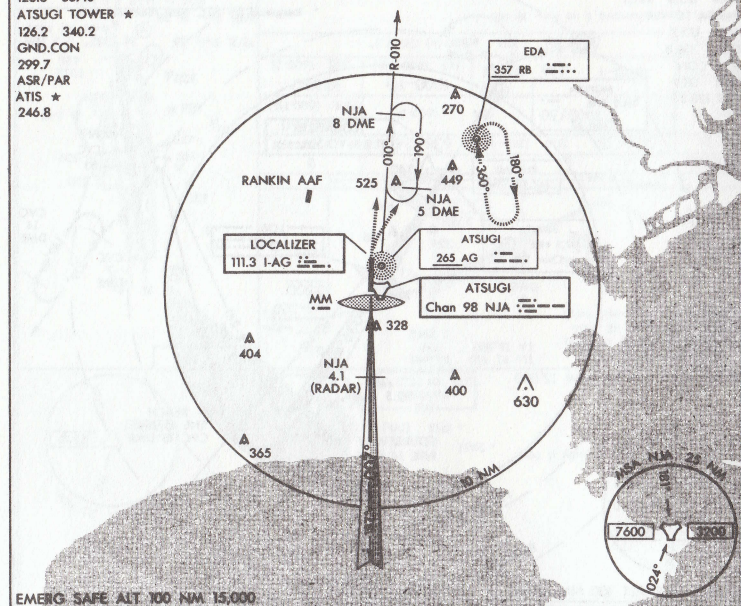 ATSUGI TOWER ★
126.2 340.2
GND.CON
299.7
ASR/PAR
ATIS ★
246.8
R-010
EDA
357 RB
NJA
8 DME
270
010°
190°
360°
180°
RANKIN AAF
525
449
NJA
5 DME
LOCALIZER
111.3 I-AG
ATSUGI
265 AG
ATSUGI
Chan 98 NJA
MM
328
404
NJA
4.1
(RADAR)
400
630
365
10 NM
MSA NJA 25 NM
7600
3200
024°
EMERG SAFE ALT 100 NM 15,000